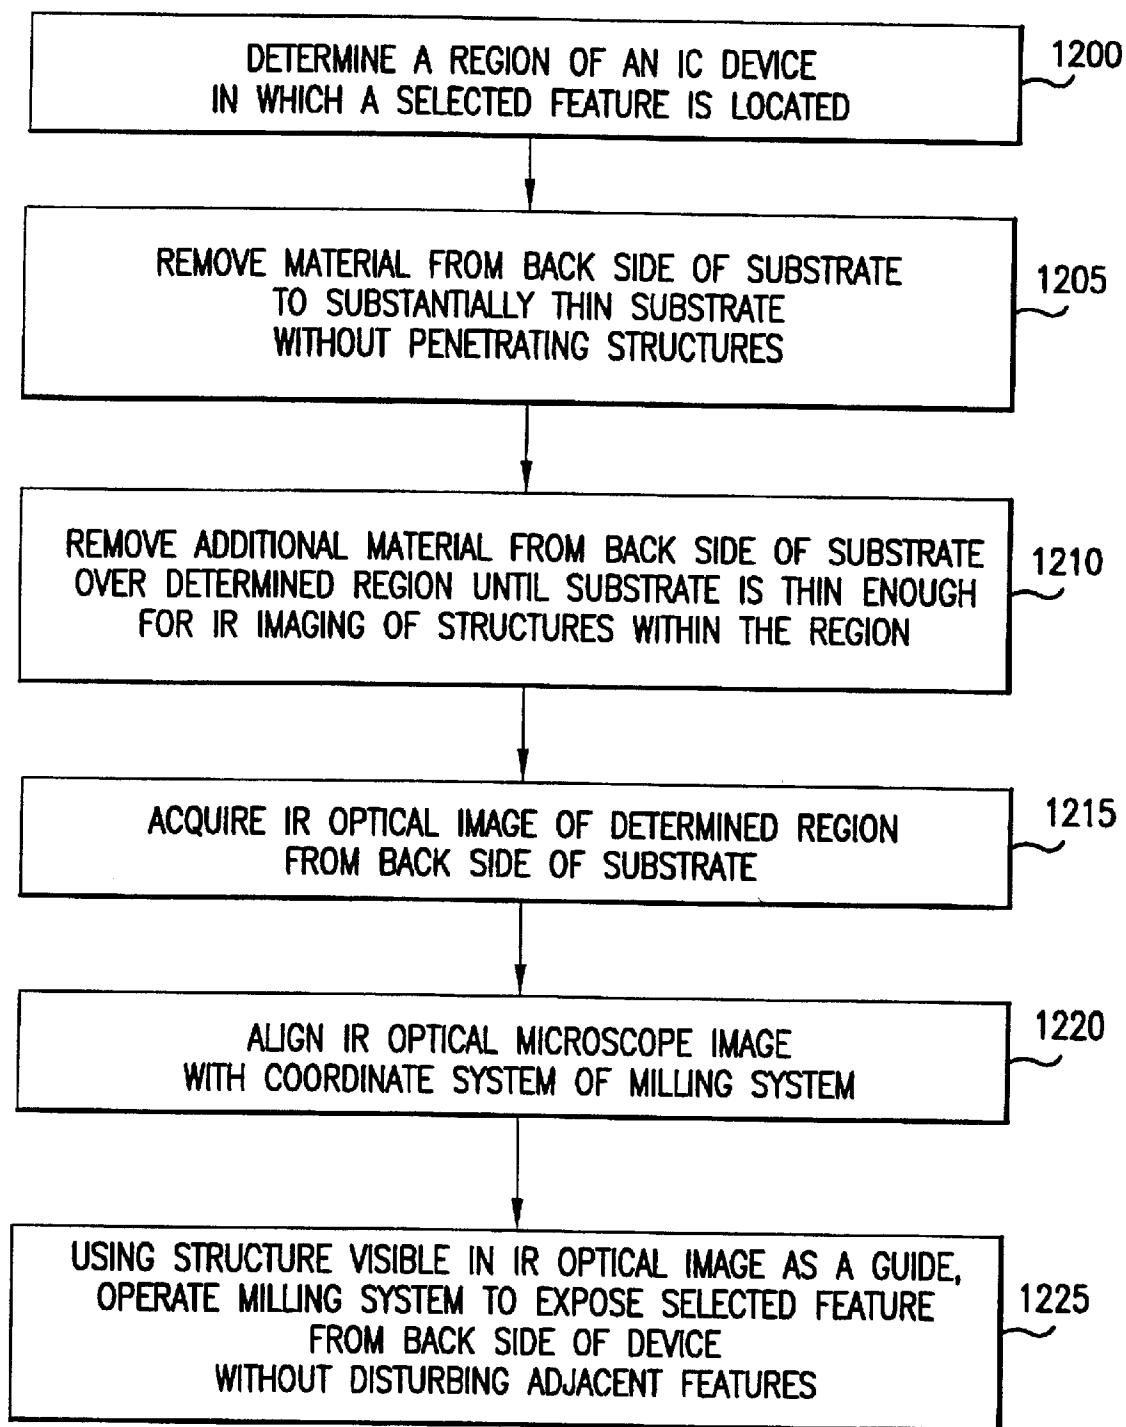 DETERMINE A REGION OF AN IC DEVICE
IN WHICH A SELECTED FEATURE IS LOCATED
1200
REMOVE MATERIAL FROM BACK SIDE OF SUBSTRATE
TO SUBSTANTIALLY THIN SUBSTRATE
WITHOUT PENETRATING STRUCTURES
1205
REMOVE ADDITIONAL MATERIAL FROM BACK SIDE OF SUBSTRATE
OVER DETERMINED REGION UNTIL SUBSTRATE IS THIN ENOUGH
FOR IR IMAGING OF STRUCTURES WITHIN THE REGION
1210
ACQUIRE IR OPTICAL IMAGE OF DETERMINED REGION
FROM BACK SIDE OF SUBSTRATE
1215
ALIGN IR OPTICAL MICROSCOPE IMAGE
WITH COORDINATE SYSTEM OF MILLING SYSTEM
1220
USING STRUCTURE VISIBLE IN IR OPTICAL IMAGE AS A GUIDE,
OPERATE MILLING SYSTEM TO EXPOSE SELECTED FEATURE
FROM BACK SIDE OF DEVICE
WITHOUT DISTURBING ADJACENT FEATURES
1225